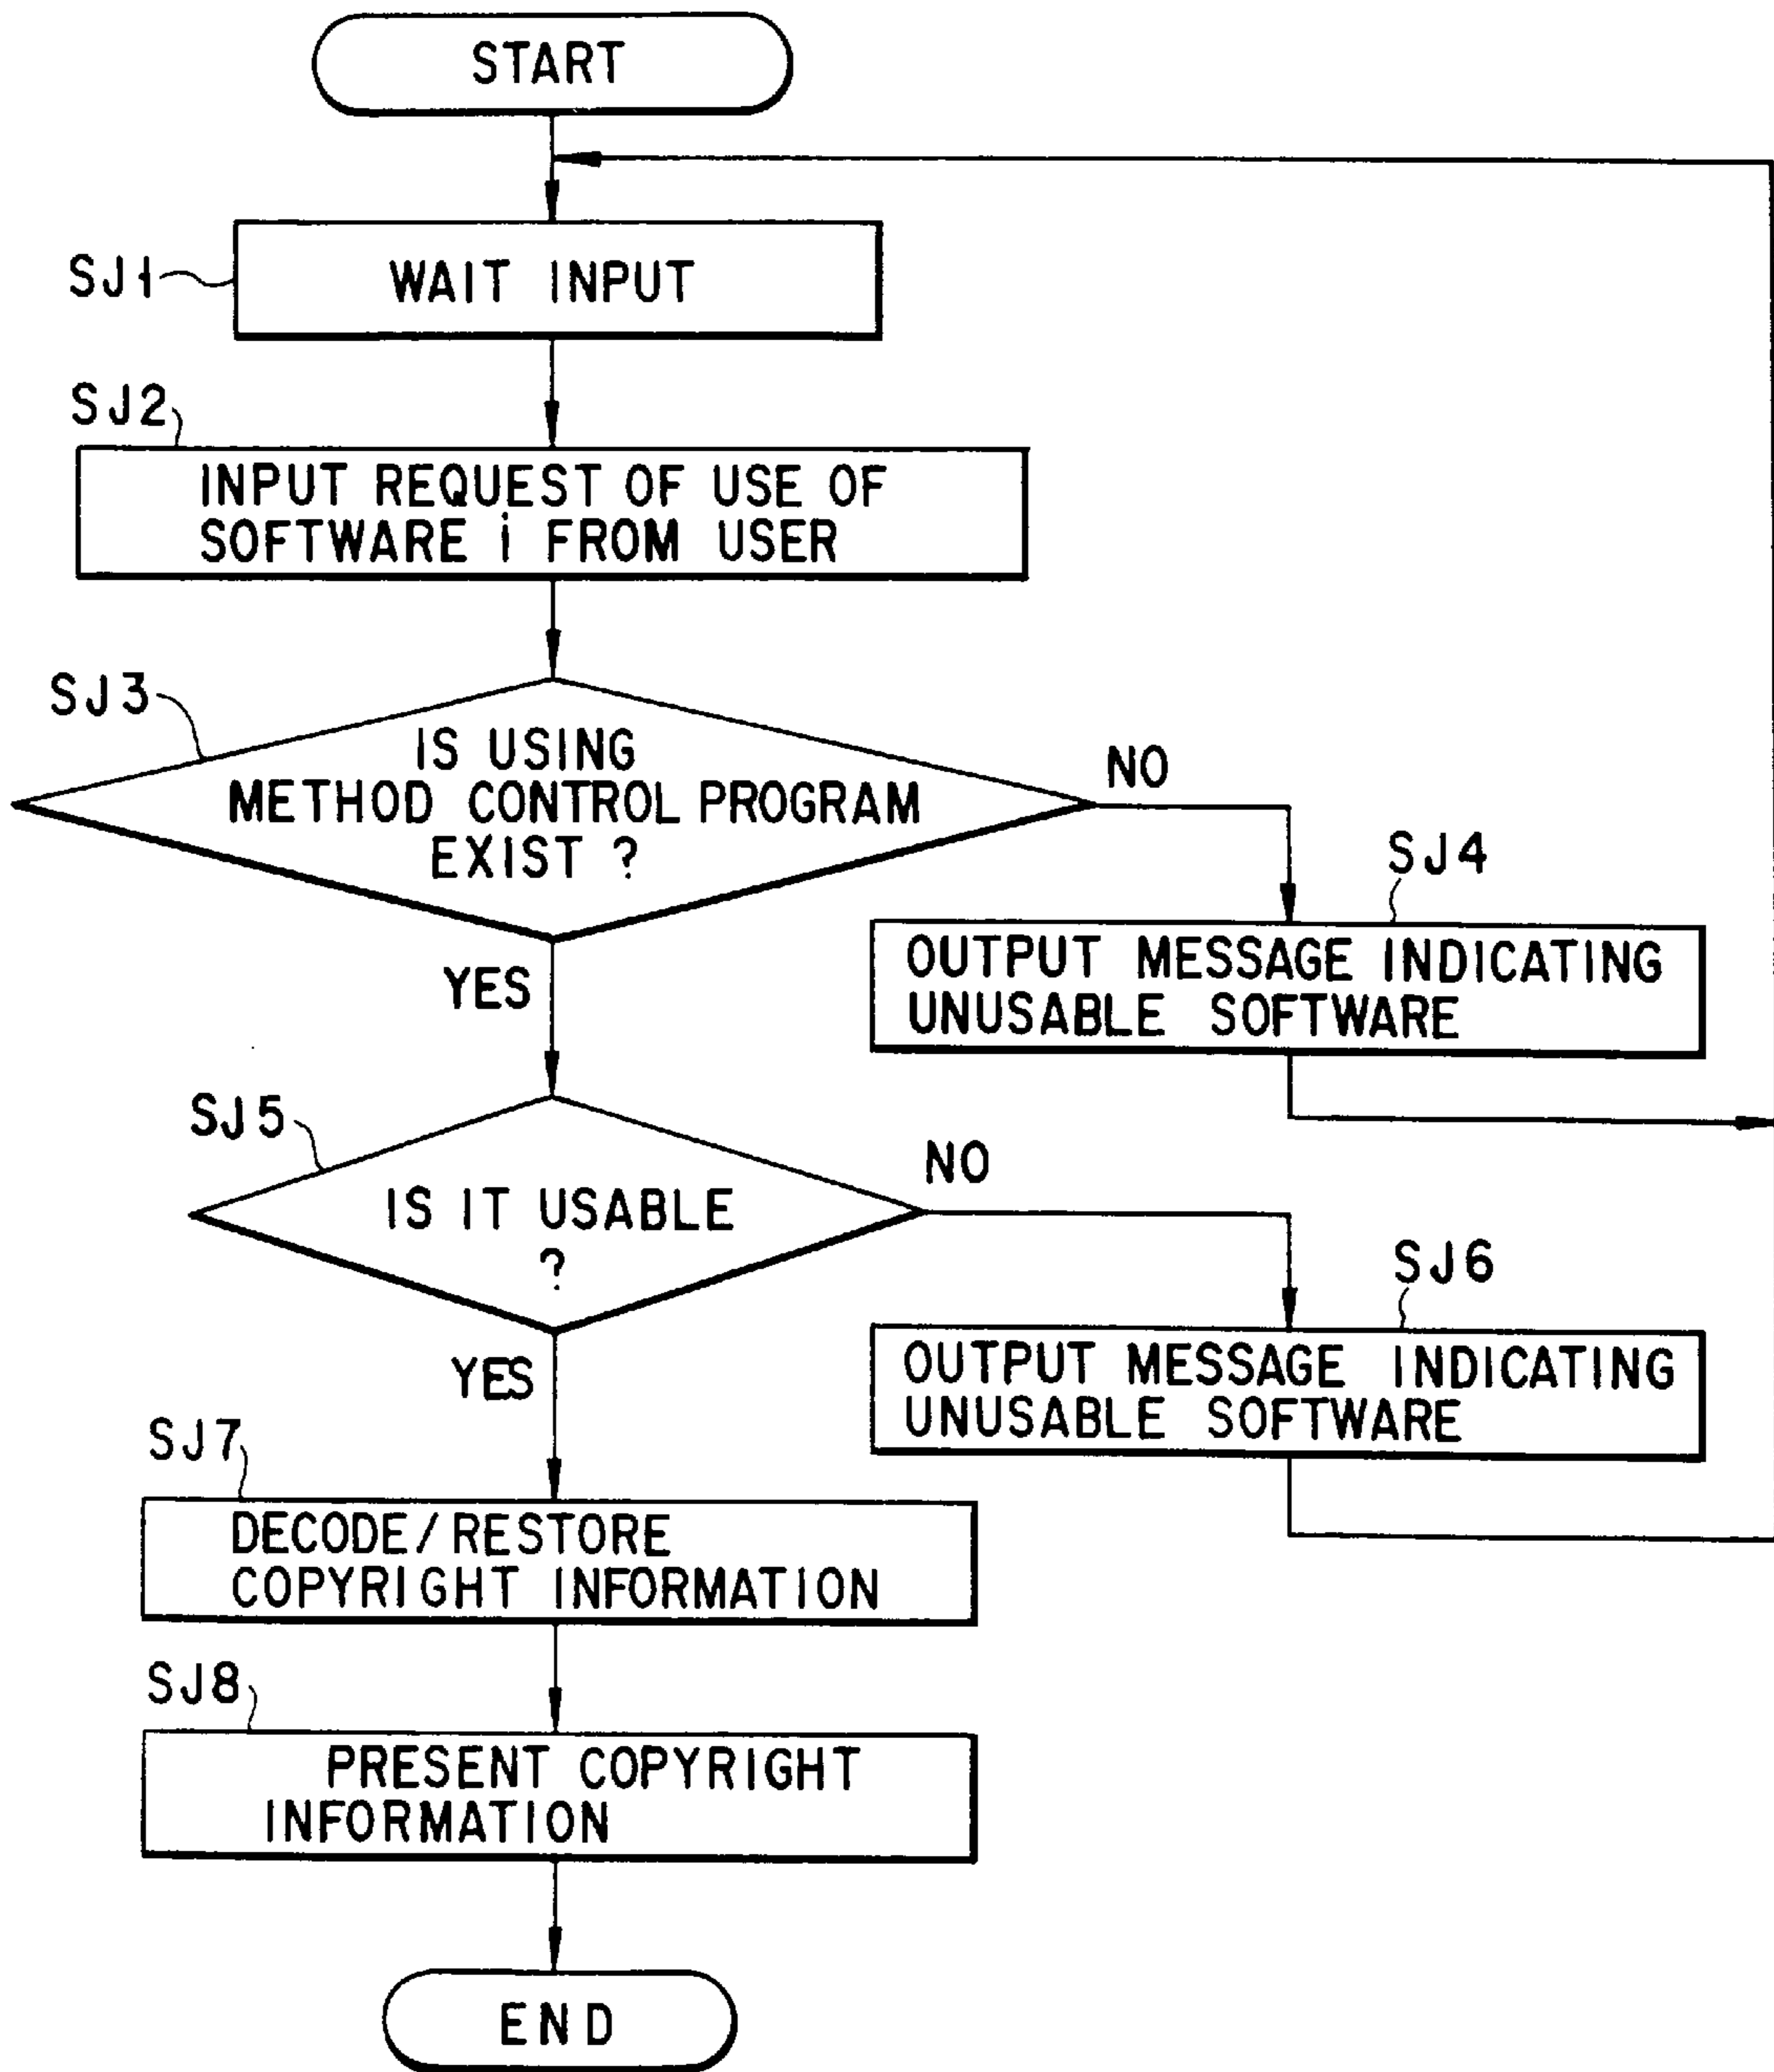 START
SJ1
WAIT INPUT
SJ2
INPUT REQUEST OF USE OF
SOFTWARE i FROM USER
SJ3
IS USING
METHOD CONTROL PROGRAM
EXIST ?
NO
SJ4
OUTPUT MESSAGE INDICATING
UNUSABLE SOFTWARE
YES
SJ5
IS IT USABLE
?
NO
SJ6
OUTPUT MESSAGE INDICATING
UNUSABLE SOFTWARE
YES
SJ7
DECODE/RESTORE
COPYRIGHT INFORMATION
SJ8
PRESENT COPYRIGHT
INFORMATION
END